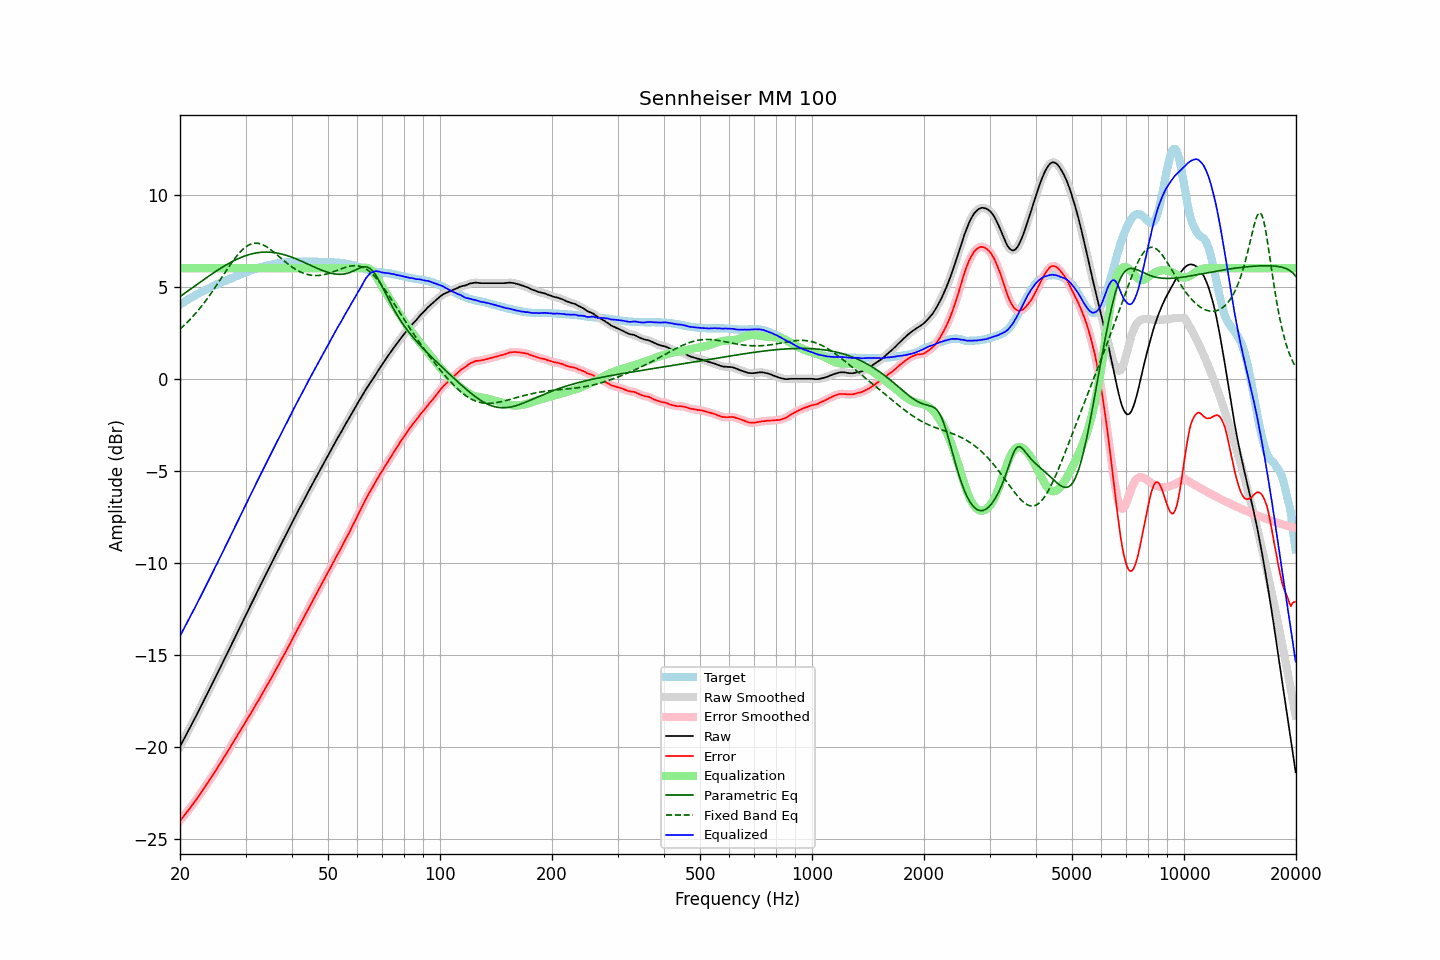 Sennheiser MM 100
Amplitude (dBr)
10
5
0
−5
−10
−15
−20
−25
Target
Raw Smoothed
Error Smoothed
Raw
Error
Equalization
Parametric Eq
Fixed Band Eq
Equalized
20 50 100 200 500 1000 2000 5000 10000 20000
Frequency (Hz)